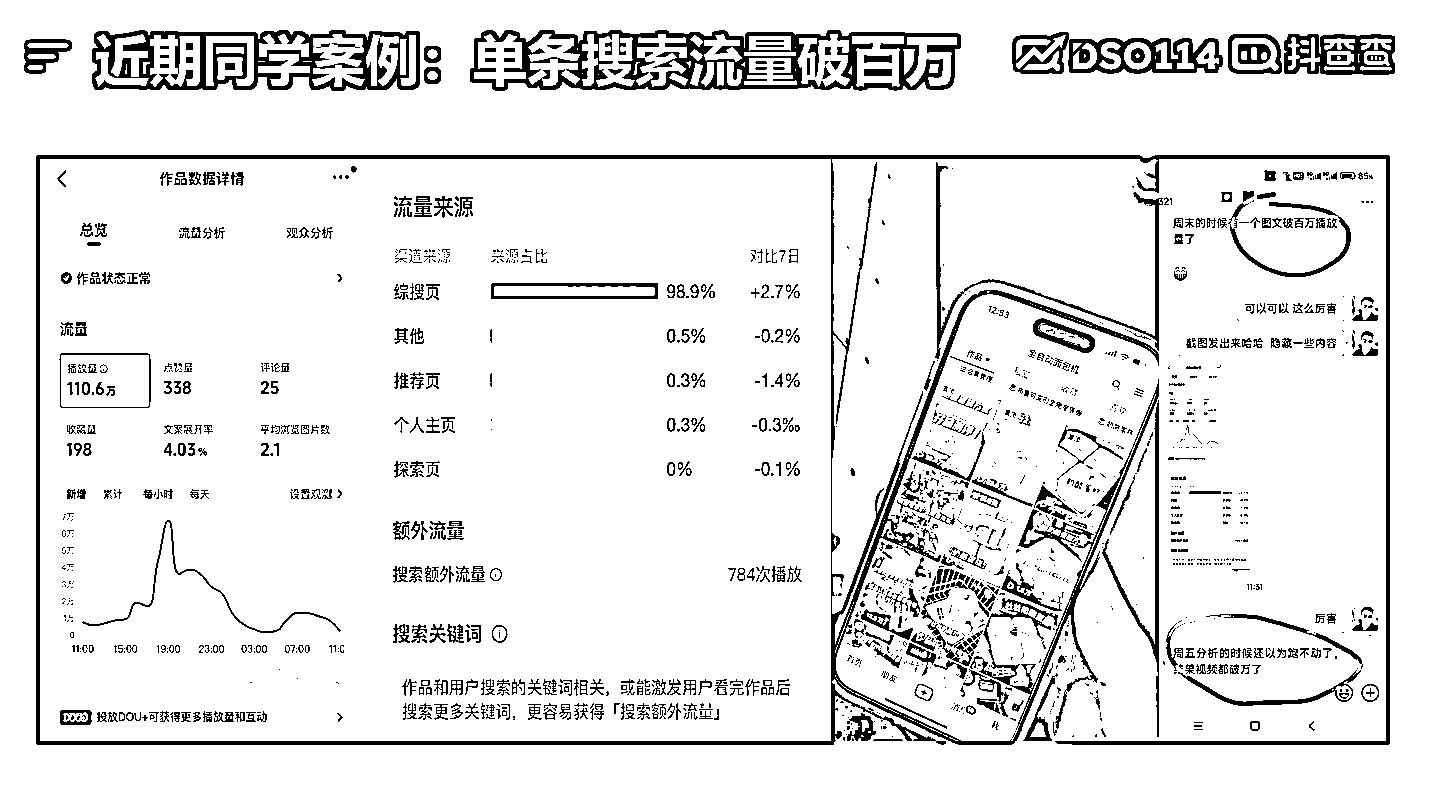 近期同学案例：单条搜索流量破百万
DSO114 抖查查
作品数据详情
总览 流量分析 观众分析
作品状态正常
流量
播放量 点赞量 评论量
110.6万 338 25
收藏量 文案展开率 平均浏览图片数
198 4.03% 2.1
新增 累计 每小时 每天 设置观测
7万
6万
5万
4万
3万
2万
1万
0
11:00 15:00 19:00 23:00 03:00 07:00
DOU+ 投放DOU+可获得更多播放量和互动
流量来源
渠道来源 来源占比 对比7日
综搜页 98.9% +2.7%
其他 0.5% -0.2%
推荐页 0.3% -1.4%
个人主页 0.3% -0.3%
探索页 0% -0.1%
额外流量
搜索额外流量 784次播放
搜索关键词
作品和用户搜索的关键词相关，或能激发用户看完作品后
搜索更多关键词，更容易获得「搜索额外流量」
12:53
全自动面包机
作品
85%
周末的时候有一个图文破百万播放
量了
可以可以 这么厉害
截图发出来哈哈 隐藏一些内容
11:31
厉害
周五分析的时候还以为跑不动了，
结果视频都破万了